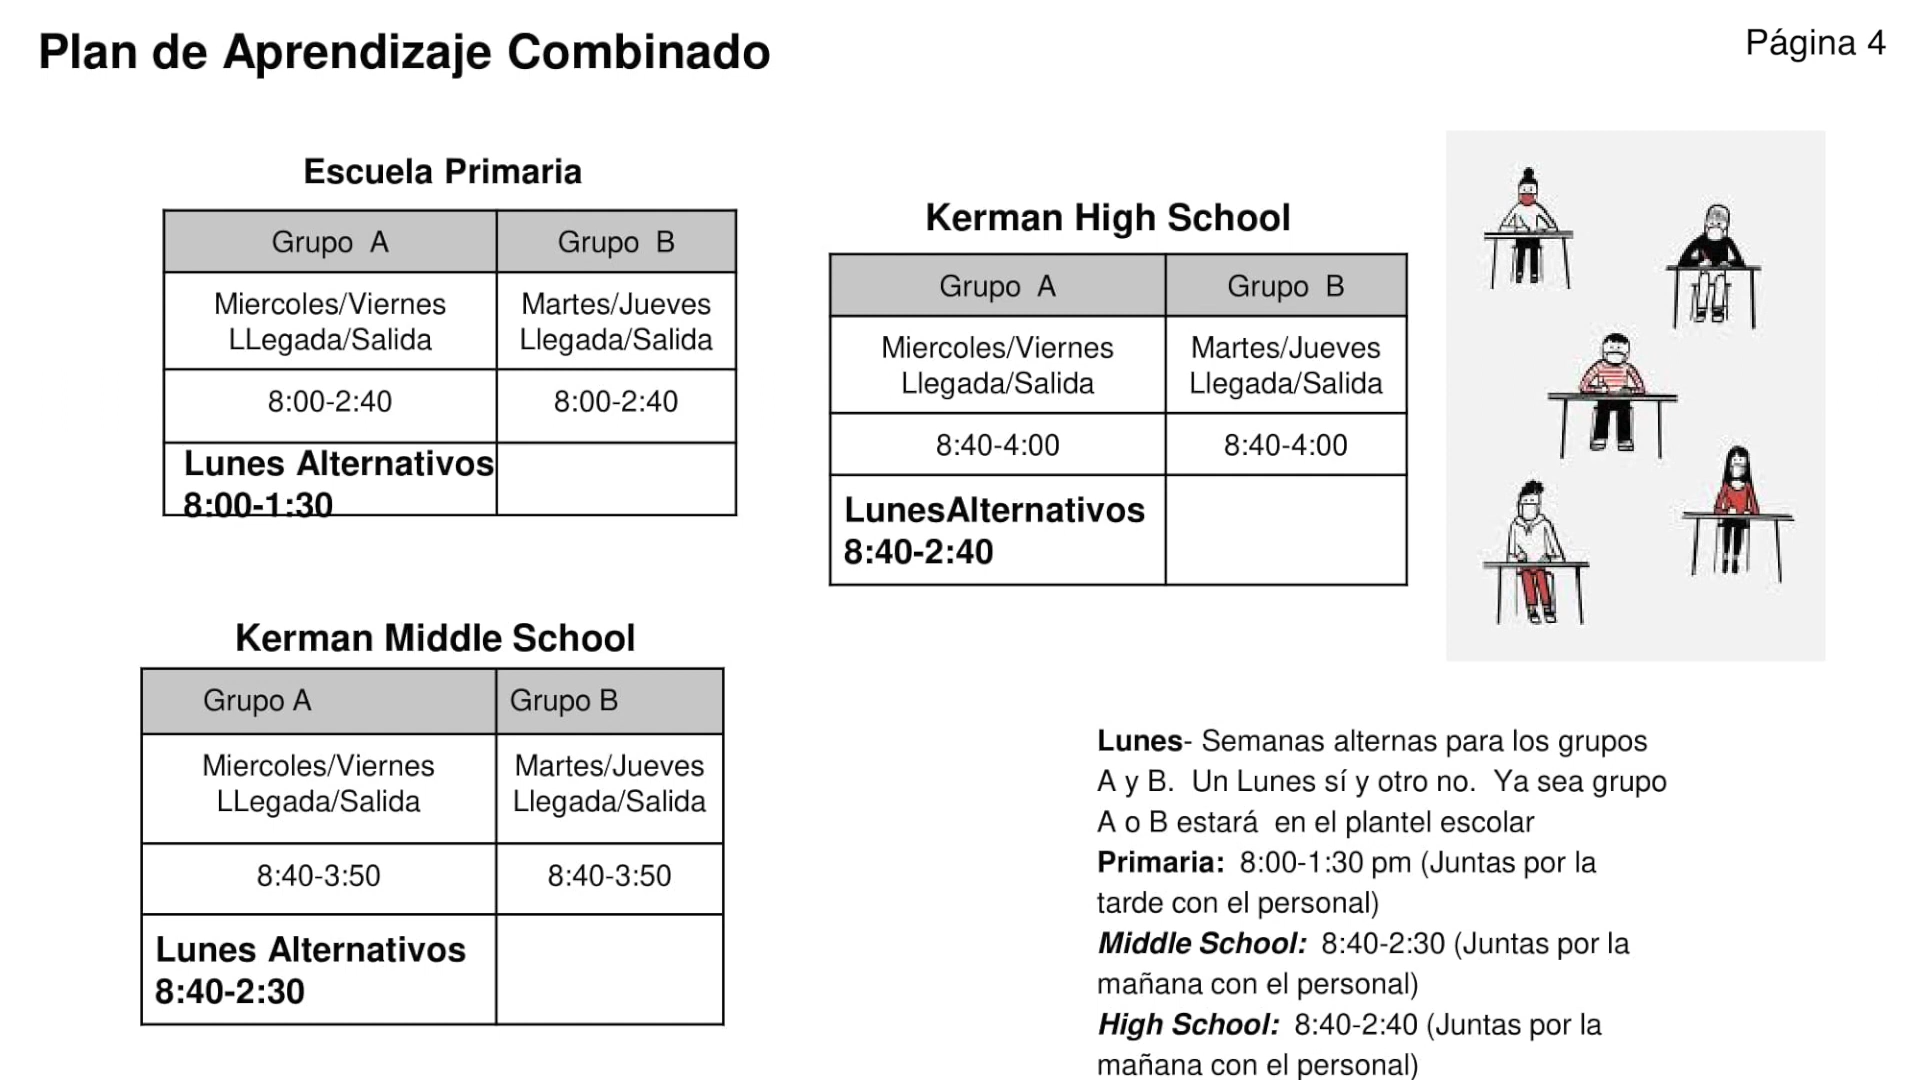 Plan de Aprendizaje Combinado
Página 4
Escuela Primaria
Grupo A
Grupo B
Miercoles/Viernes
LLegada/Salida
Martes/Jueves
Llegada/Salida
8:00-2:40
8:00-2:40
Lunes Alternativos
8:00-1:30
Kerman High School
Grupo A
Grupo B
Miercoles/Viernes
Llegada/Salida
Martes/Jueves
Llegada/Salida
8:40-4:00
8:40-4:00
LunesAlternativos
8:40-2:40
Kerman Middle School
Grupo A
Grupo B
Miercoles/Viernes
LLegada/Salida
Martes/Jueves
Llegada/Salida
8:40-3:50
8:40-3:50
Lunes Alternativos
8:40-2:30
Lunes- Semanas alternas para los grupos
A y B. Un Lunes sí y otro no. Ya sea grupo
A o B estará en el plantel escolar
Primaria: 8:00-1:30 pm (Juntas por la
tarde con el personal)
Middle School: 8:40-2:30 (Juntas por la
mañana con el personal)
High School: 8:40-2:40 (Juntas por la
mañana con el personal)